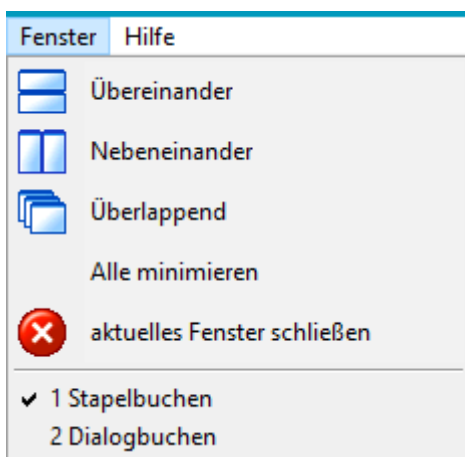 Fenster Hilfe
Übereinander
Nebeneinander
Überlappend
Alle minimieren
aktuelles Fenster schließen
1 Stapelbuchen
2 Dialogbuchen